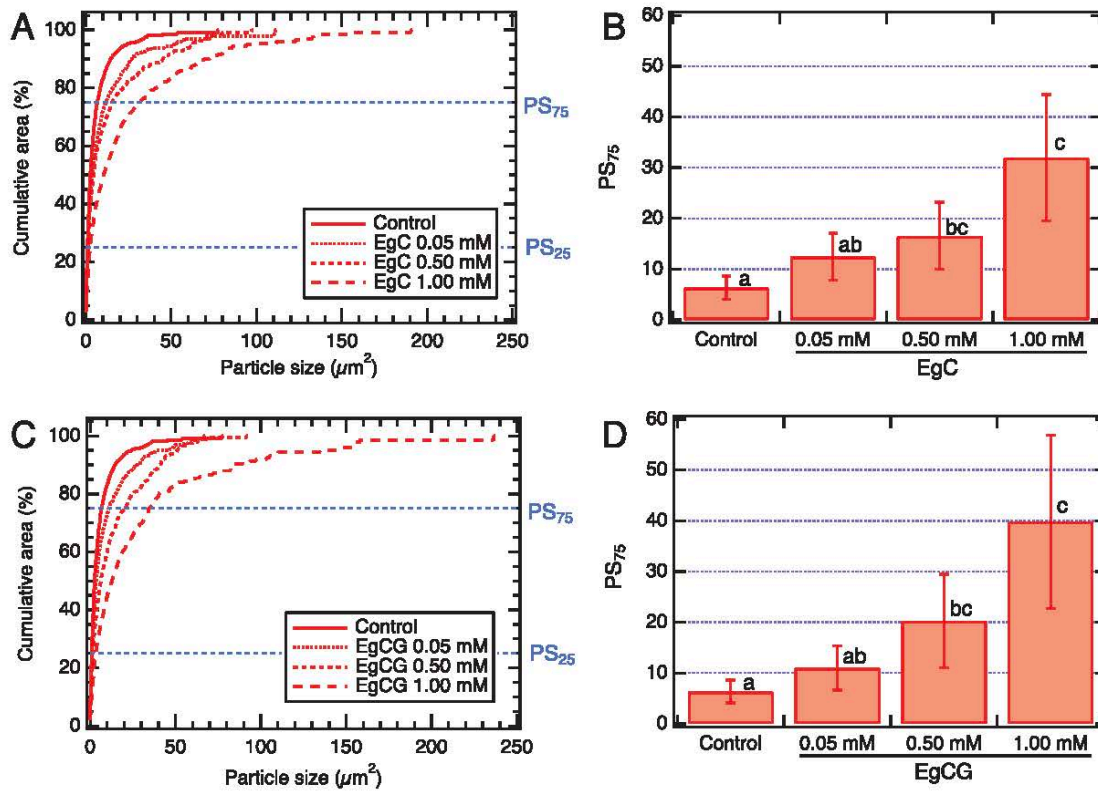 A
100
80
60
40
20
0
Cumulative area (%)
PS75
PS25
Control
EgC 0.05 mM
EgC 0.50 mM
EgC 1.00 mM
0 50 100 150 200 250
Particle size (µm²)
B
60
50
40
30
20
10
0
PS75
a
ab
bc
c
Control 0.05 mM 0.50 mM 1.00 mM
EgC
C
100
80
60
40
20
0
Cumulative area (%)
PS75
PS25
Control
EgCG 0.05 mM
EgCG 0.50 mM
EgCG 1.00 mM
0 50 100 150 200 250
Particle size (µm²)
D
60
50
40
30
20
10
0
PS75
a
ab
bc
c
Control 0.05 mM 0.50 mM 1.00 mM
EgCG